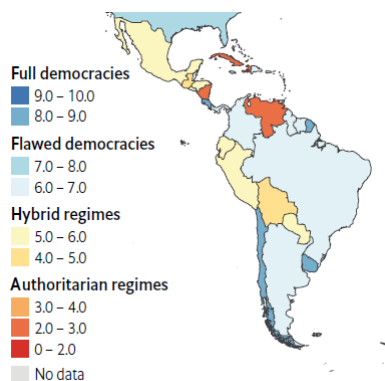 Full democracies
9.0 – 10.0
8.0 – 9.0
Flawed democracies
7.0 – 8.0
6.0 – 7.0
Hybrid regimes
5.0 – 6.0
4.0 – 5.0
Authoritarian regimes
3.0 – 4.0
2.0 – 3.0
0 – 2.0
No data